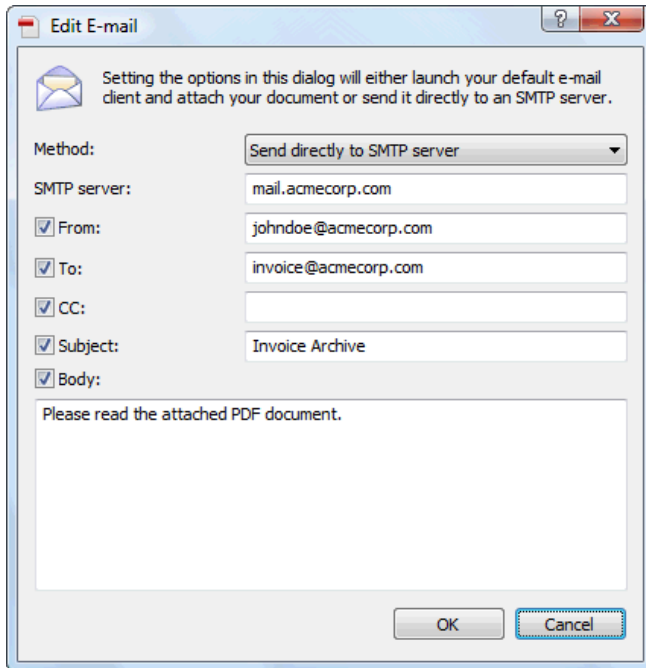 Edit E-mail
Setting the options in this dialog will either launch your default e-mail
client and attach your document or send it directly to an SMTP server.
Method: Send directly to SMTP server
SMTP server: mail.acmecorp.com
From: johndoe@acmecorp.com
To: invoice@acmecorp.com
CC:
Subject: Invoice Archive
Body:
Please read the attached PDF document.
OK Cancel